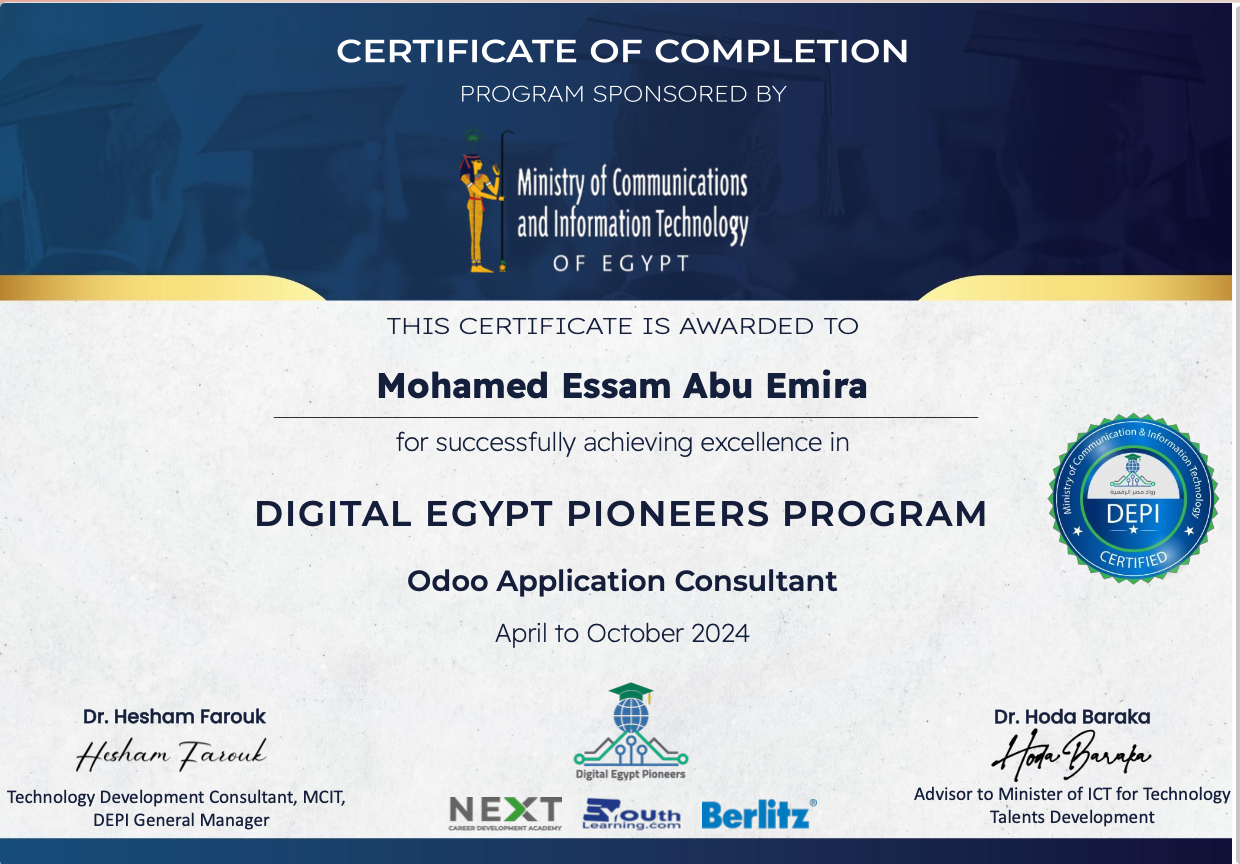 CERTIFICATE OF COMPLETION
PROGRAM SPONSORED BY
Ministry of Communications
and Information Technology
OF EGYPT
THIS CERTIFICATE IS AWARDED TO
Mohamed Essam Abu Emira
for successfully achieving excellence in
DIGITAL EGYPT PIONEERS PROGRAM
Odoo Application Consultant
April to October 2024
Ministry of Communication & Information Technology
رواد مصر الرقمية
DEPI
CERTIFIED
Dr. Hesham Farouk
Hesham Farouk
Technology Development Consultant, MCIT,
DEPI General Manager
Digital Egypt Pioneers
NEXT
CAREER DEVELOPMENT ACADEMY
Youth
Learning.com
Berlitz®
Dr. Hoda Baraka
Hoda Baraka
Advisor to Minister of ICT for Technology
Talents Development